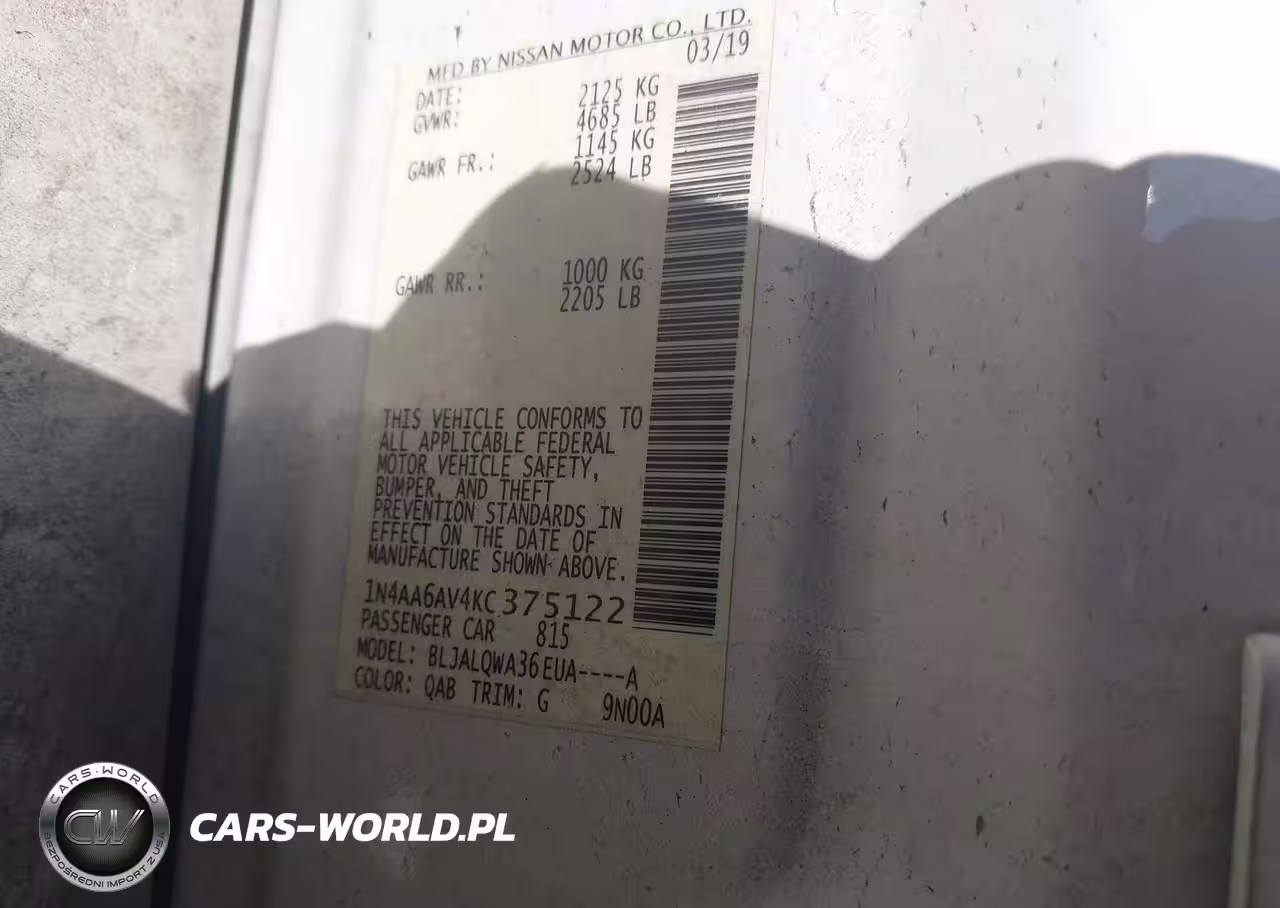 MFD BY NISSAN MOTOR CO., LTD.
DATE: 03/19
GVWR: 2125 KG
4685 LB
GAWR FR.: 1145 KG
2524 LB
GAWR RR.: 1000 KG
2205 LB
THIS VEHICLE CONFORMS TO
ALL APPLICABLE FEDERAL
MOTOR VEHICLE SAFETY,
BUMPER, AND THEFT
PREVENTION STANDARDS IN
EFFECT ON THE DATE OF
MANUFACTURE SHOWN ABOVE.
1N4AA6AV4KC375122
PASSENGER CAR 815
MODEL: BLJALQWA36EUA----A
COLOR: QAB TRIM: G 9N00A
CARS-WORLD
CW
BEZPOŚREDNI IMPORT Z USA
CARS-WORLD.PL